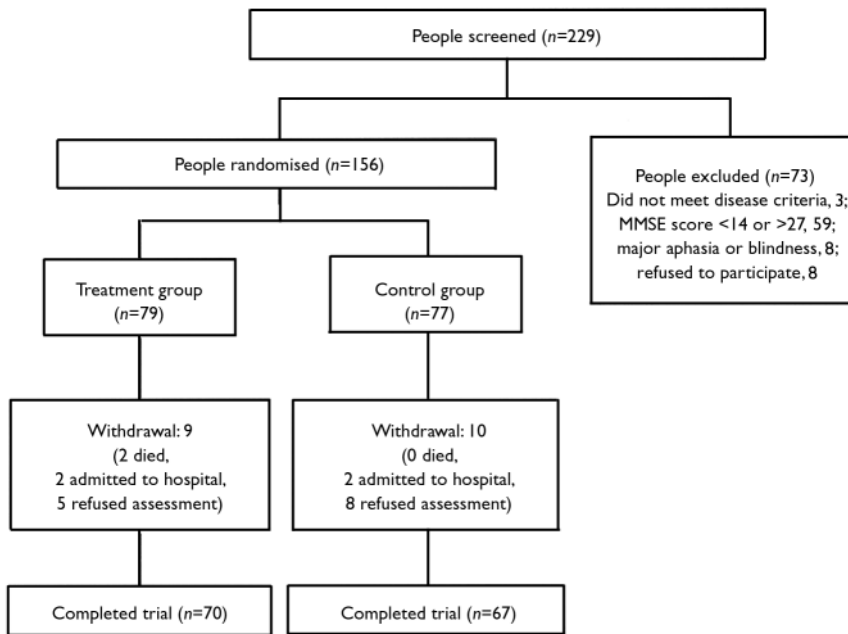 People screened (n=229)
People randomised (n=156)
People excluded (n=73)
Did not meet disease criteria, 3;
MMSE score <14 or >27, 59;
major aphasia or blindness, 8;
refused to participate, 8
Treatment group
(n=79)
Control group
(n=77)
Withdrawal: 9
(2 died,
2 admitted to hospital,
5 refused assessment)
Withdrawal: 10
(0 died,
2 admitted to hospital,
8 refused assessment)
Completed trial (n=70)
Completed trial (n=67)